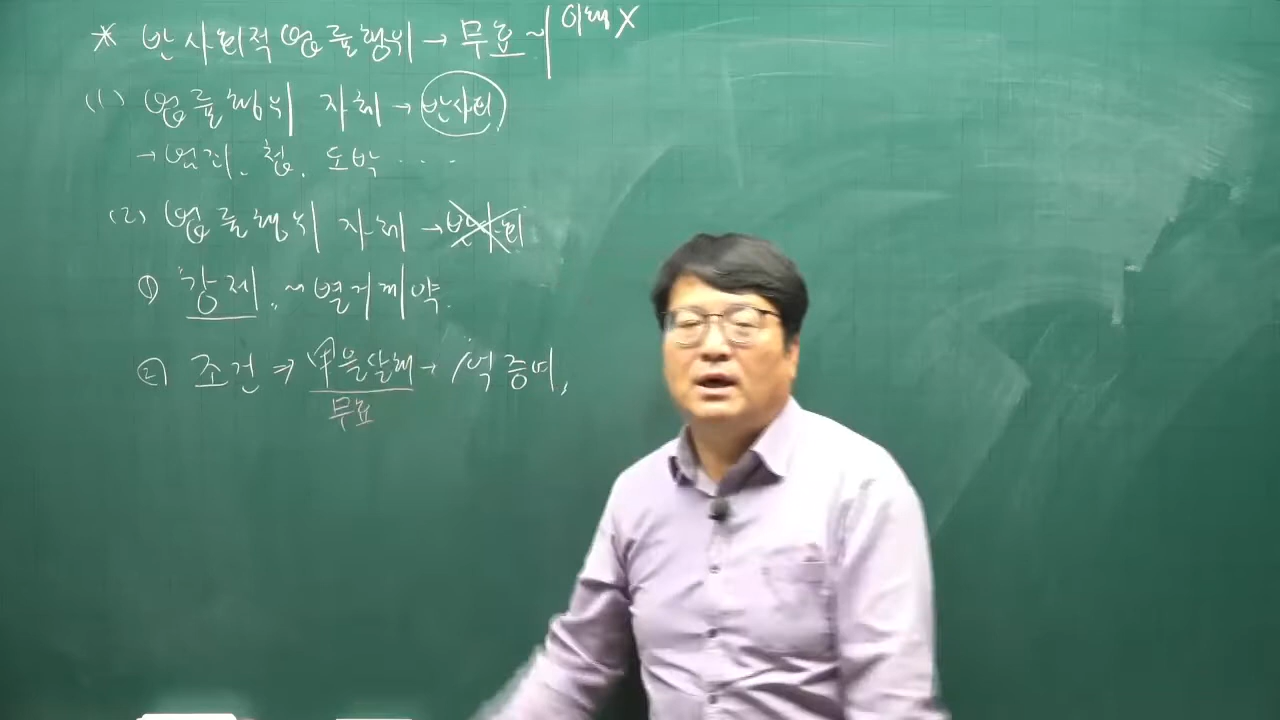 * 반사회적 법률행위 → 무효 ~ 이행 X
(1) 법률행위 자체 → 반사회
→ 범죄. 첩. 도박 ....
(2) 법률행위 자체 → 반사회
① 강제. ~ 별거계약.
② 조건 ⇒ 甲을 살해 → 1억 증여,
무효